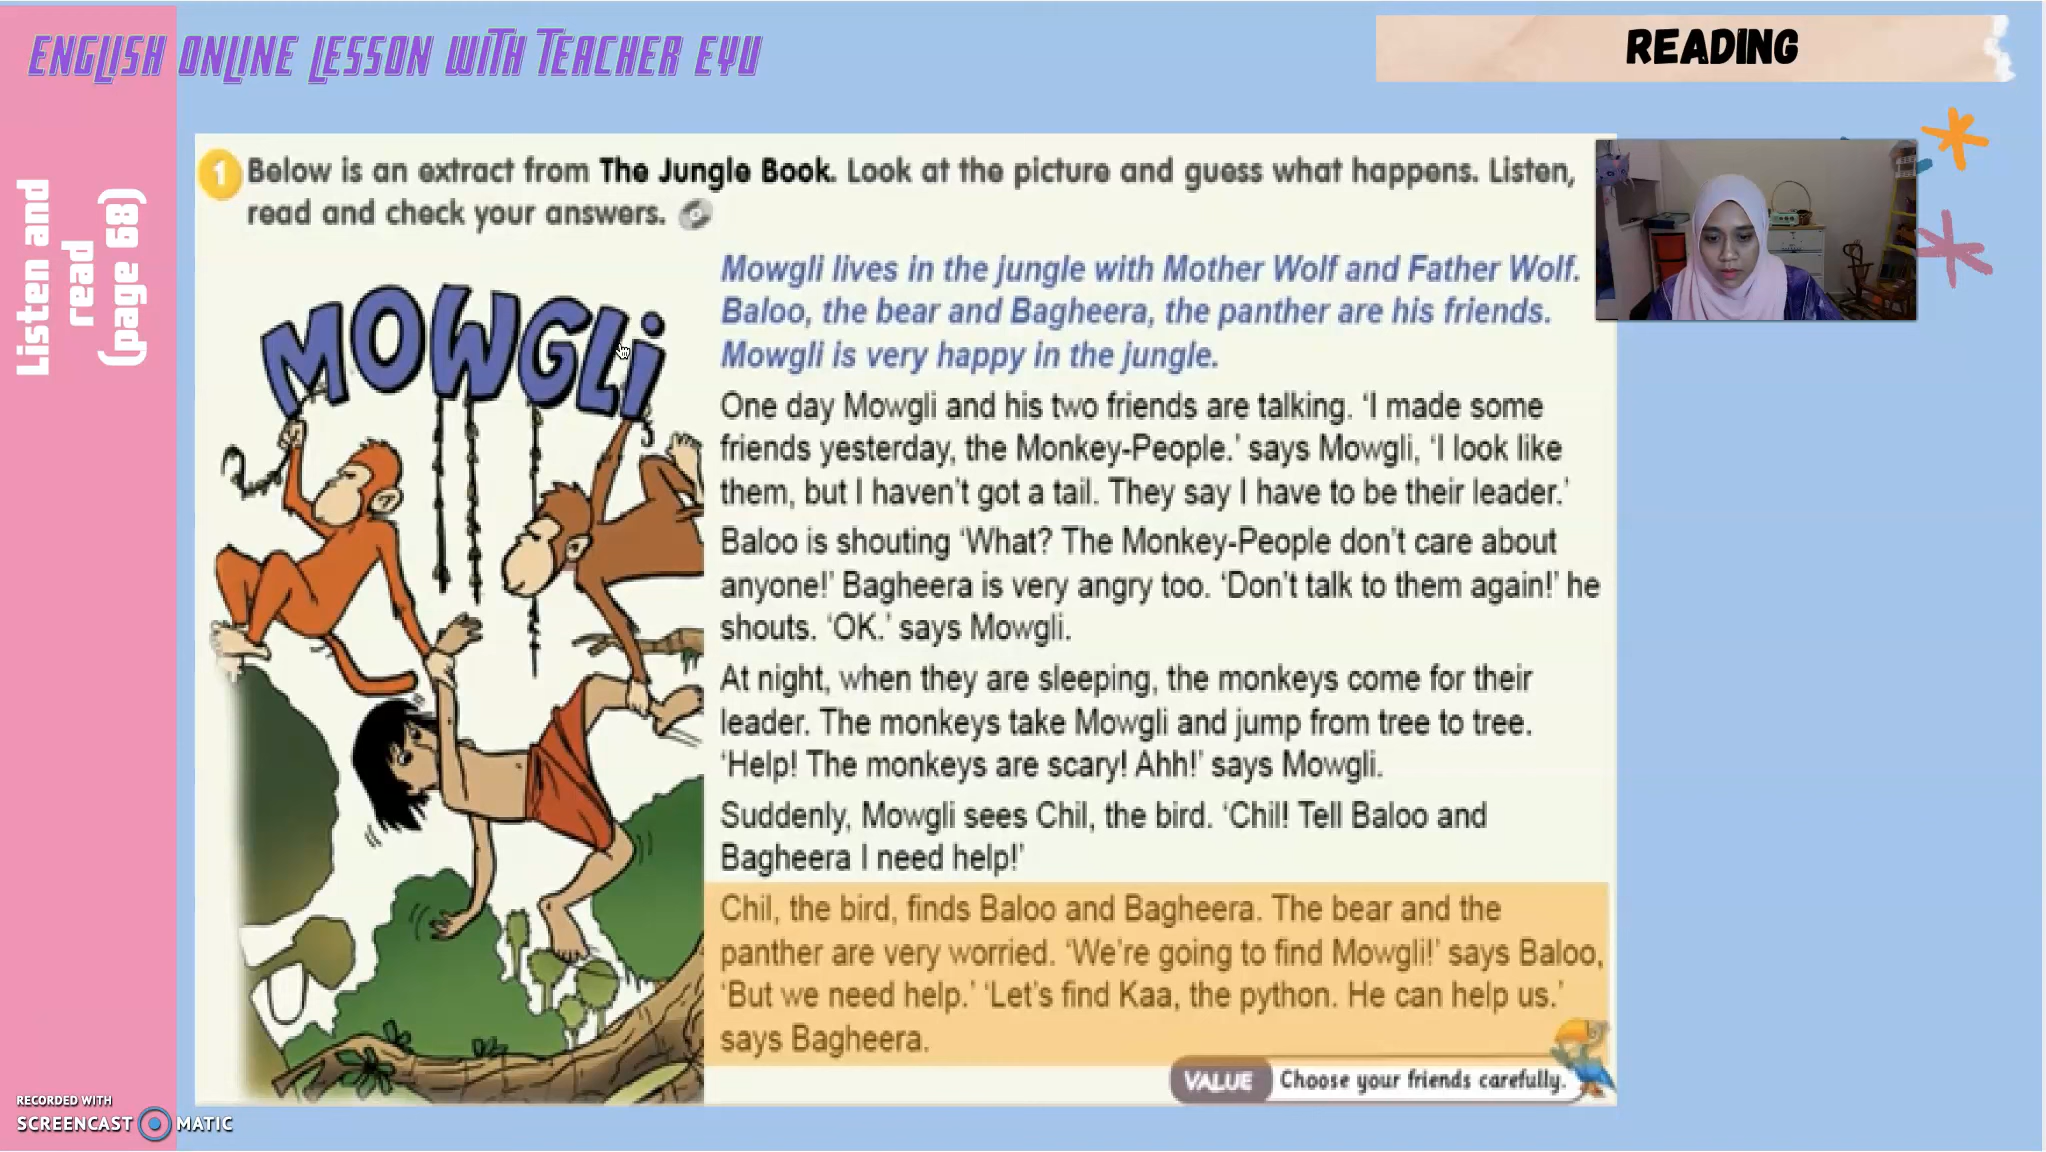 ENGLISH ONLINE LESSON WITH TEACHER EYU
READING
Listen and
read
(page 68)
1 Below is an extract from The Jungle Book. Look at the picture and guess what happens. Listen,
read and check your answers.
MOWGLi
Mowgli lives in the jungle with Mother Wolf and Father Wolf.
Baloo, the bear and Bagheera, the panther are his friends.
Mowgli is very happy in the jungle.
One day Mowgli and his two friends are talking. ‘I made some
friends yesterday, the Monkey-People.’ says Mowgli, ‘I look like
them, but I haven’t got a tail. They say I have to be their leader.’
Baloo is shouting ‘What? The Monkey-People don’t care about
anyone!’ Bagheera is very angry too. ‘Don’t talk to them again!’ he
shouts. ‘OK.’ says Mowgli.
At night, when they are sleeping, the monkeys come for their
leader. The monkeys take Mowgli and jump from tree to tree.
‘Help! The monkeys are scary! Ahh!’ says Mowgli.
Suddenly, Mowgli sees Chil, the bird. ‘Chil! Tell Baloo and
Bagheera I need help!’
Chil, the bird, finds Baloo and Bagheera. The bear and the
panther are very worried. ‘We’re going to find Mowgli!’ says Baloo,
‘But we need help.’ ‘Let’s find Kaa, the python. He can help us.’
says Bagheera.
VALUE Choose your friends carefully.
RECORDED WITH
SCREENCAST MATIC